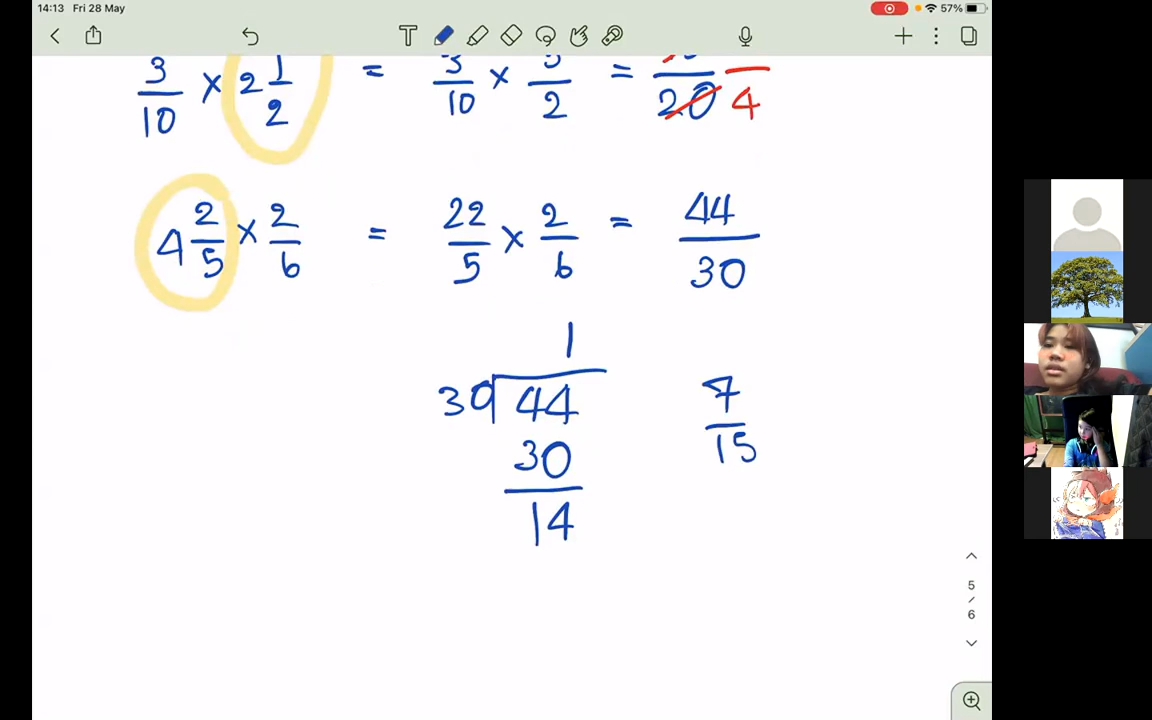 14:13 Fri 28 May 57%
3/10 × 2 1/2 = 3/10 × 5/2 = /20 4
4 2/5 × 2/6 = 22/5 × 2/6 = 44/30
1
30 44
30
14
7/15
5
/
6